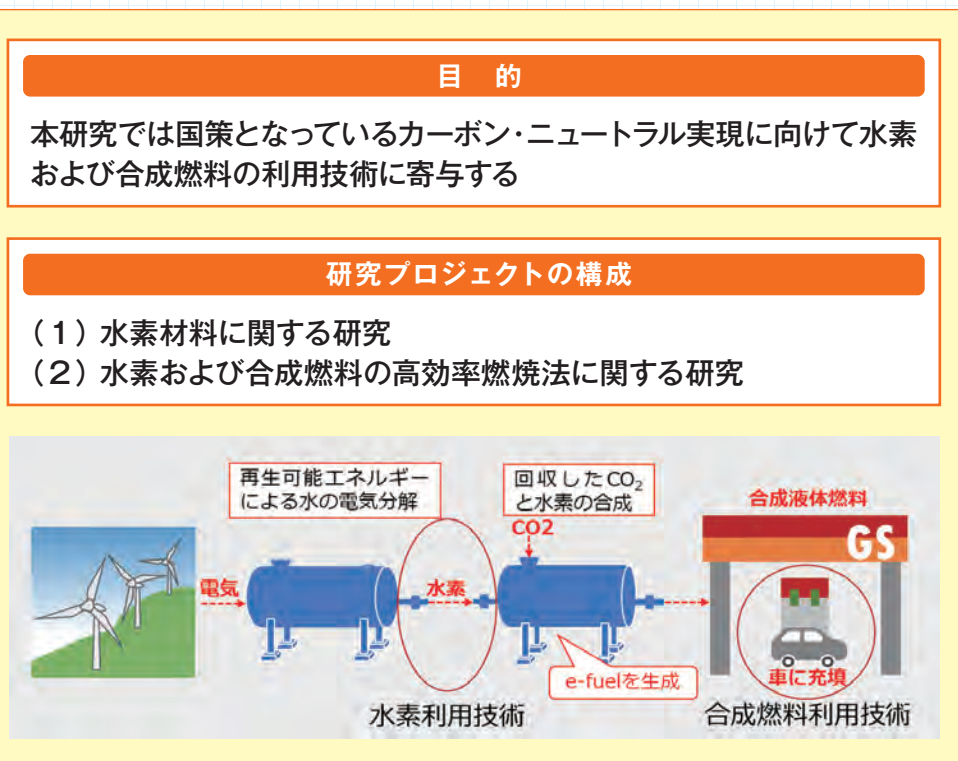 目 的
本研究では国策となっているカーボン・ニュートラル実現に向けて水素
および合成燃料の利用技術に寄与する
研究プロジェクトの構成
(1)水素材料に関する研究
(2)水素および合成燃料の高効率燃焼法に関する研究
再生可能エネルギー
による水の電気分解
回収したCO₂
と水素の合成
CO2
合成液体燃料
GS
電気
水素
車に充填
e-fuelを生成
水素利用技術
合成燃料利用技術